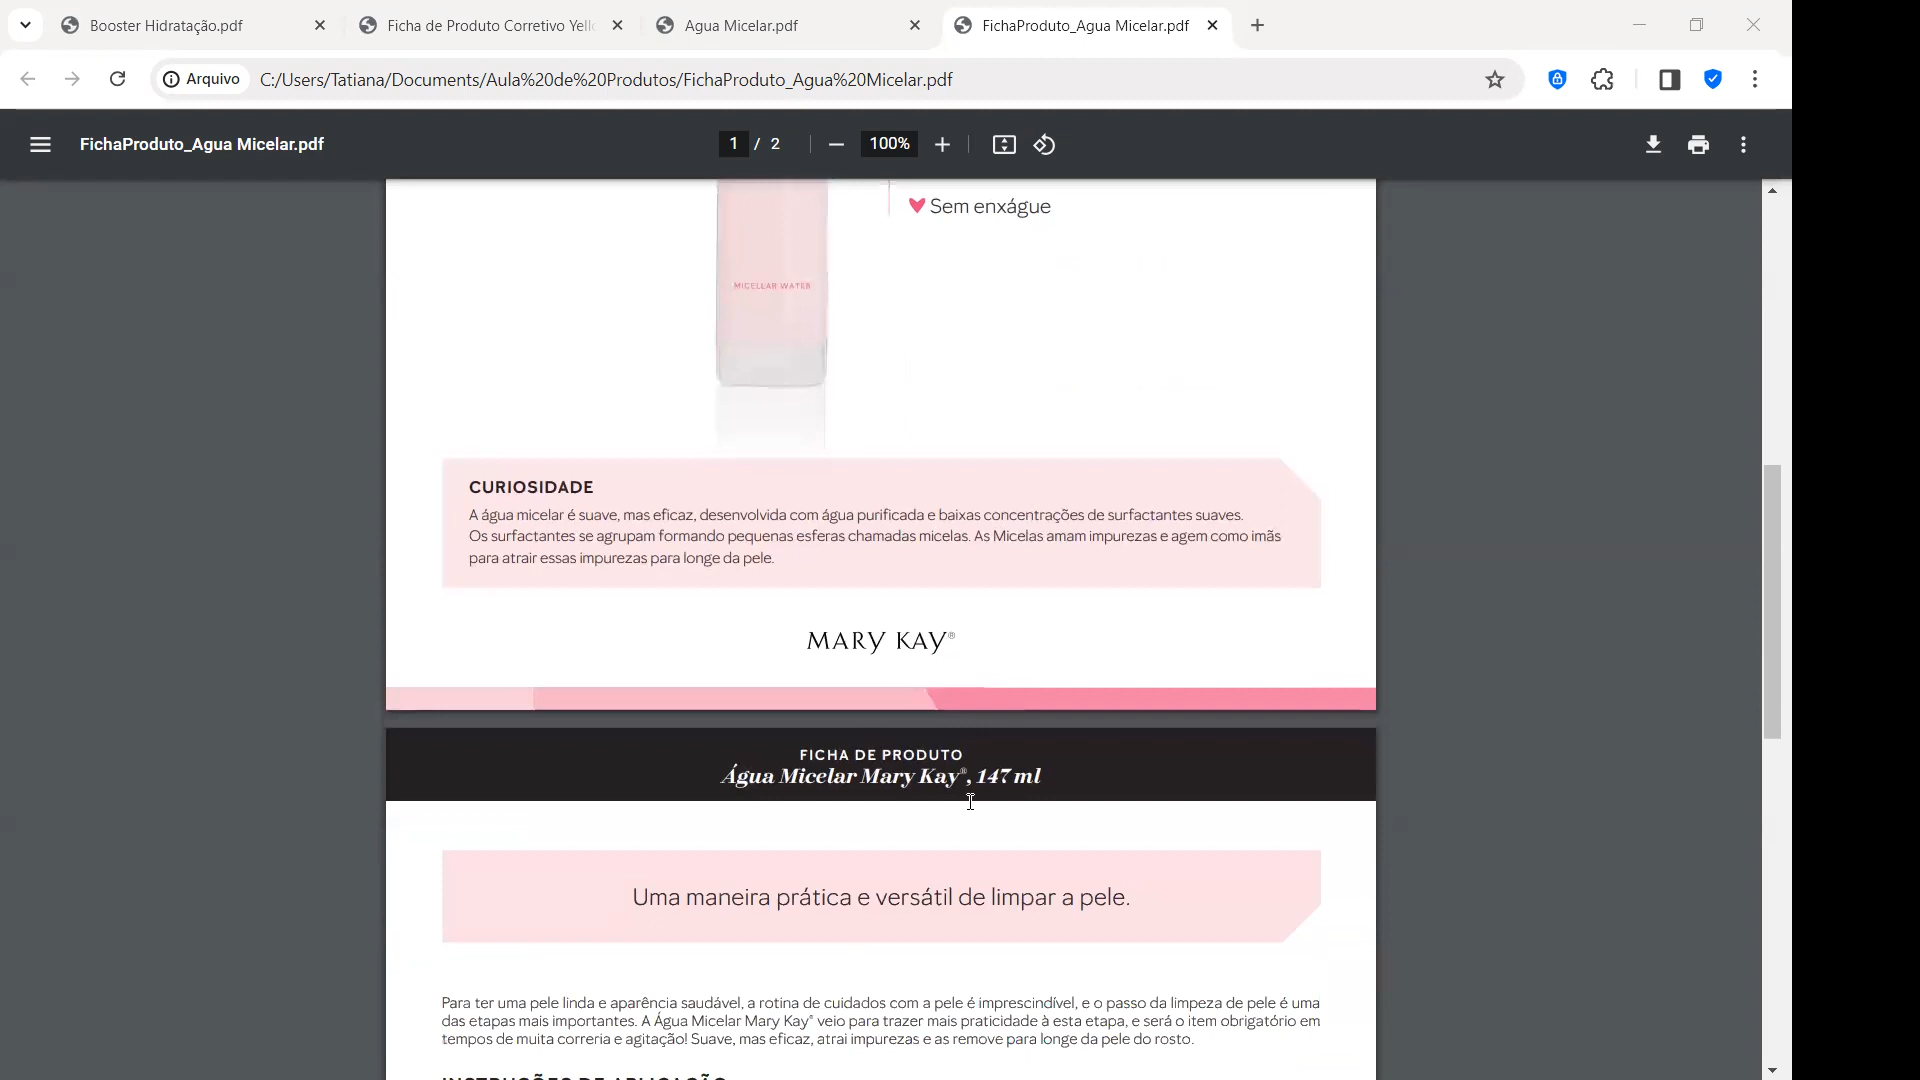 Booster Hidratação.pdf
Ficha de Produto Corretivo Yell
Agua Micelar.pdf
FichaProduto_Agua Micelar.pdf
Arquivo
C:/Users/Tatiana/Documents/Aula%20de%20Produtos/FichaProduto_Agua%20Micelar.pdf
FichaProduto_Agua Micelar.pdf
1 / 2
100%
Sem enxágue
MICELLAR WATER
CURIOSIDADE
A água micelar é suave, mas eficaz, desenvolvida com água purificada e baixas concentrações de surfactantes suaves.
Os surfactantes se agrupam formando pequenas esferas chamadas micelas. As Micelas amam impurezas e agem como imãs
para atrair essas impurezas para longe da pele.
MARY KAY®
FICHA DE PRODUTO
Água Micelar Mary Kay®, 147 ml
Uma maneira prática e versátil de limpar a pele.
Para ter uma pele linda e aparência saudável, a rotina de cuidados com a pele é imprescindível, e o passo da limpeza de pele é uma
das etapas mais importantes. A Água Micelar Mary Kay® veio para trazer mais praticidade à esta etapa, e será o item obrigatório em
tempos de muita correria e agitação! Suave, mas eficaz, atrai impurezas e as remove para longe da pele do rosto.
INSTRUÇÕES DE APLICAÇÃO